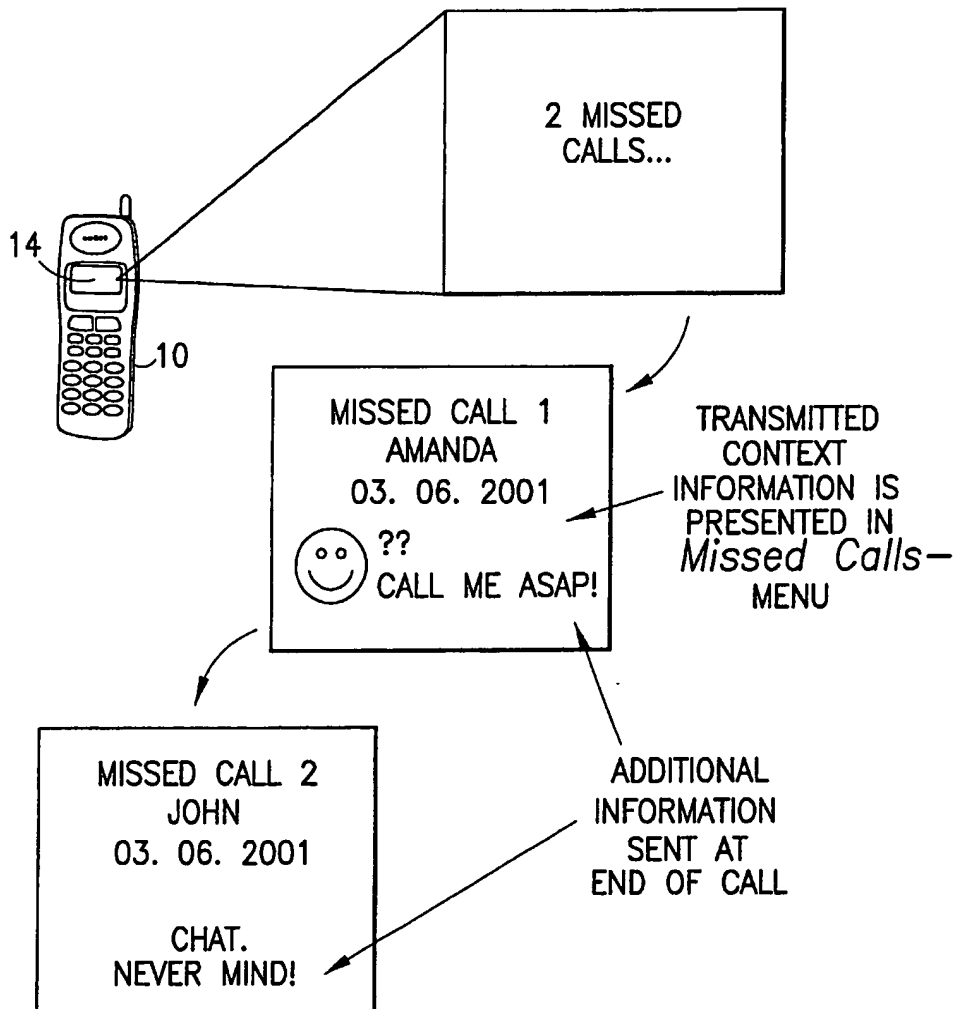 2 MISSED
CALLS...
14
10
MISSED CALL 1
AMANDA
03. 06. 2001
??
CALL ME ASAP!
TRANSMITTED
CONTEXT
INFORMATION IS
PRESENTED IN
Missed Calls-
MENU
MISSED CALL 2
JOHN
03. 06. 2001
CHAT.
NEVER MIND!
ADDITIONAL
INFORMATION
SENT AT
END OF CALL